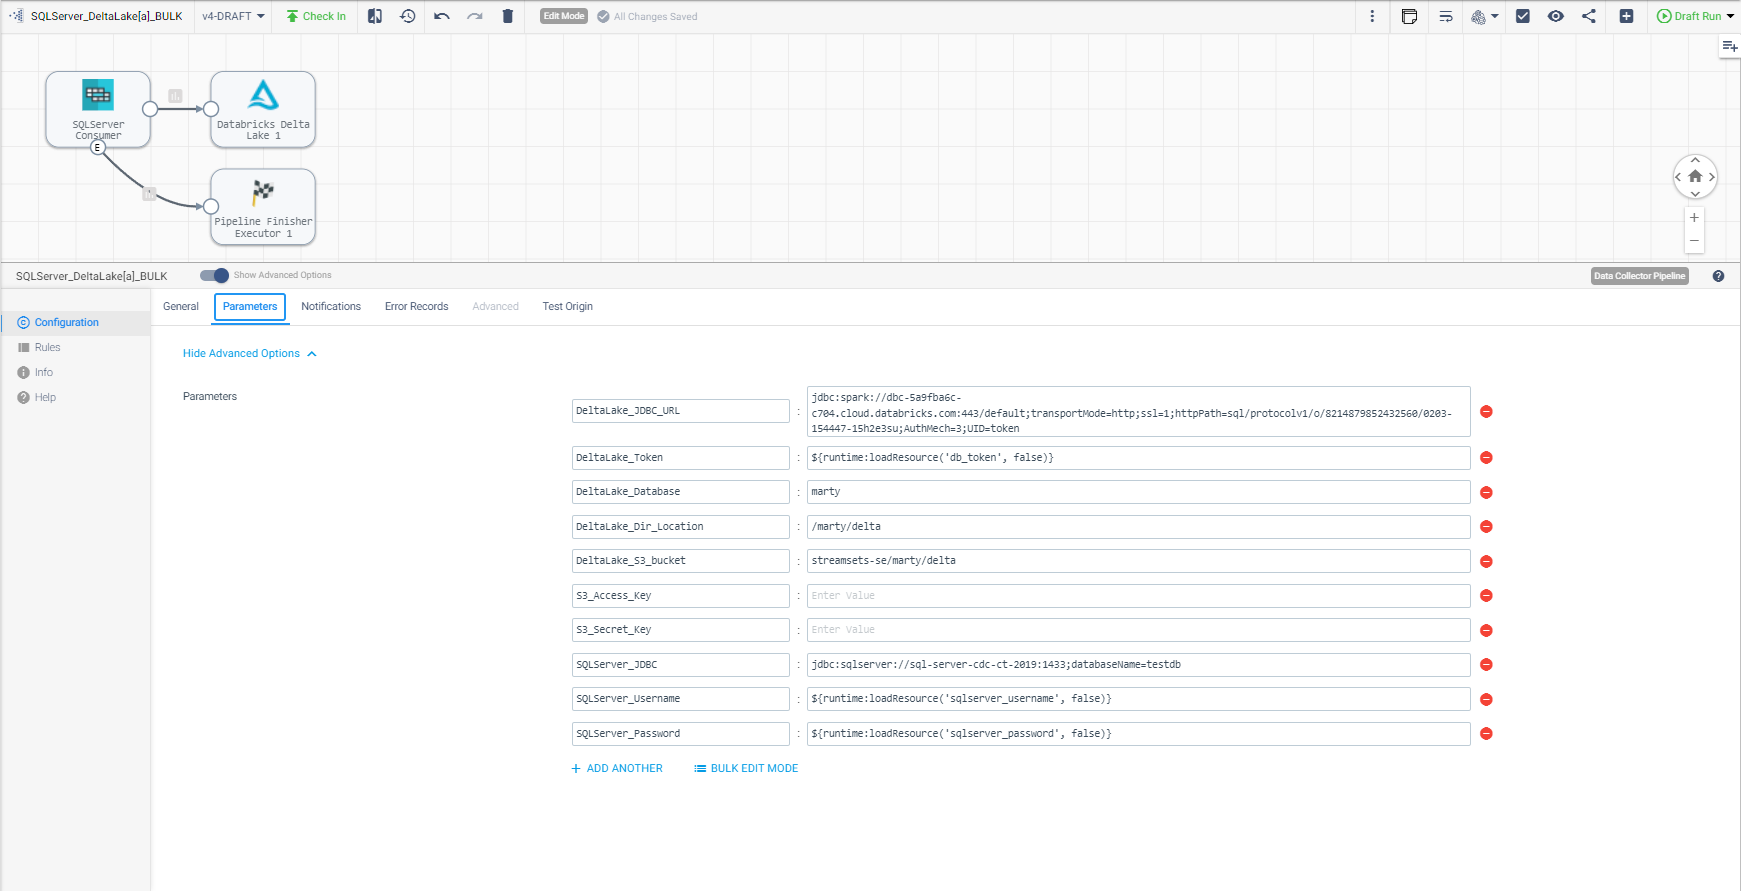 SQLServer_DeltaLake[a]_BULK
v4-DRAFT
Check In
Edit Mode
All Changes Saved
Draft Run
SQLServer
Consumer
E
Databricks Delta
Lake 1
Pipeline Finisher
Executor 1
SQLServer_DeltaLake[a]_BULK
Show Advanced Options
Data Collector Pipeline
Configuration
Rules
Info
Help
General
Parameters
Notifications
Error Records
Advanced
Test Origin
Hide Advanced Options
Parameters
DeltaLake_JDBC_URL
:
jdbc:spark://dbc-5a9fba6c-
c704.cloud.databricks.com:443/default;transportMode=http;ssl=1;httpPath=sql/protocolv1/o/8214879852432560/0203-
154447-15h2e3su;AuthMech=3;UID=token
DeltaLake_Token : ${runtime:loadResource('db_token', false)}
DeltaLake_Database : marty
DeltaLake_Dir_Location : /marty/delta
DeltaLake_S3_bucket : streamsets-se/marty/delta
S3_Access_Key : Enter Value
S3_Secret_Key : Enter Value
SQLServer_JDBC : jdbc:sqlserver://sql-server-cdc-ct-2019:1433;databaseName=testdb
SQLServer_Username : ${runtime:loadResource('sqlserver_username', false)}
SQLServer_Password : ${runtime:loadResource('sqlserver_password', false)}
ADD ANOTHER
BULK EDIT MODE